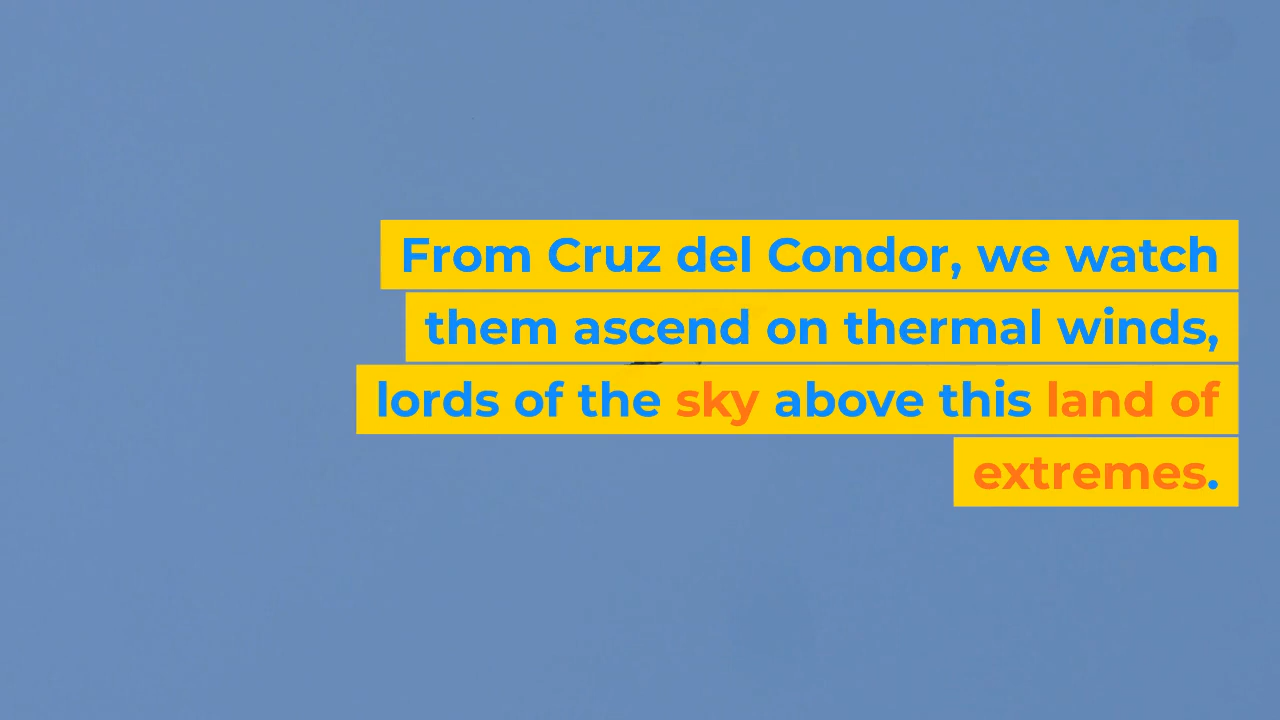 From Cruz del Condor, we watch
them ascend on thermal winds,
lords of the sky above this land of
extremes.